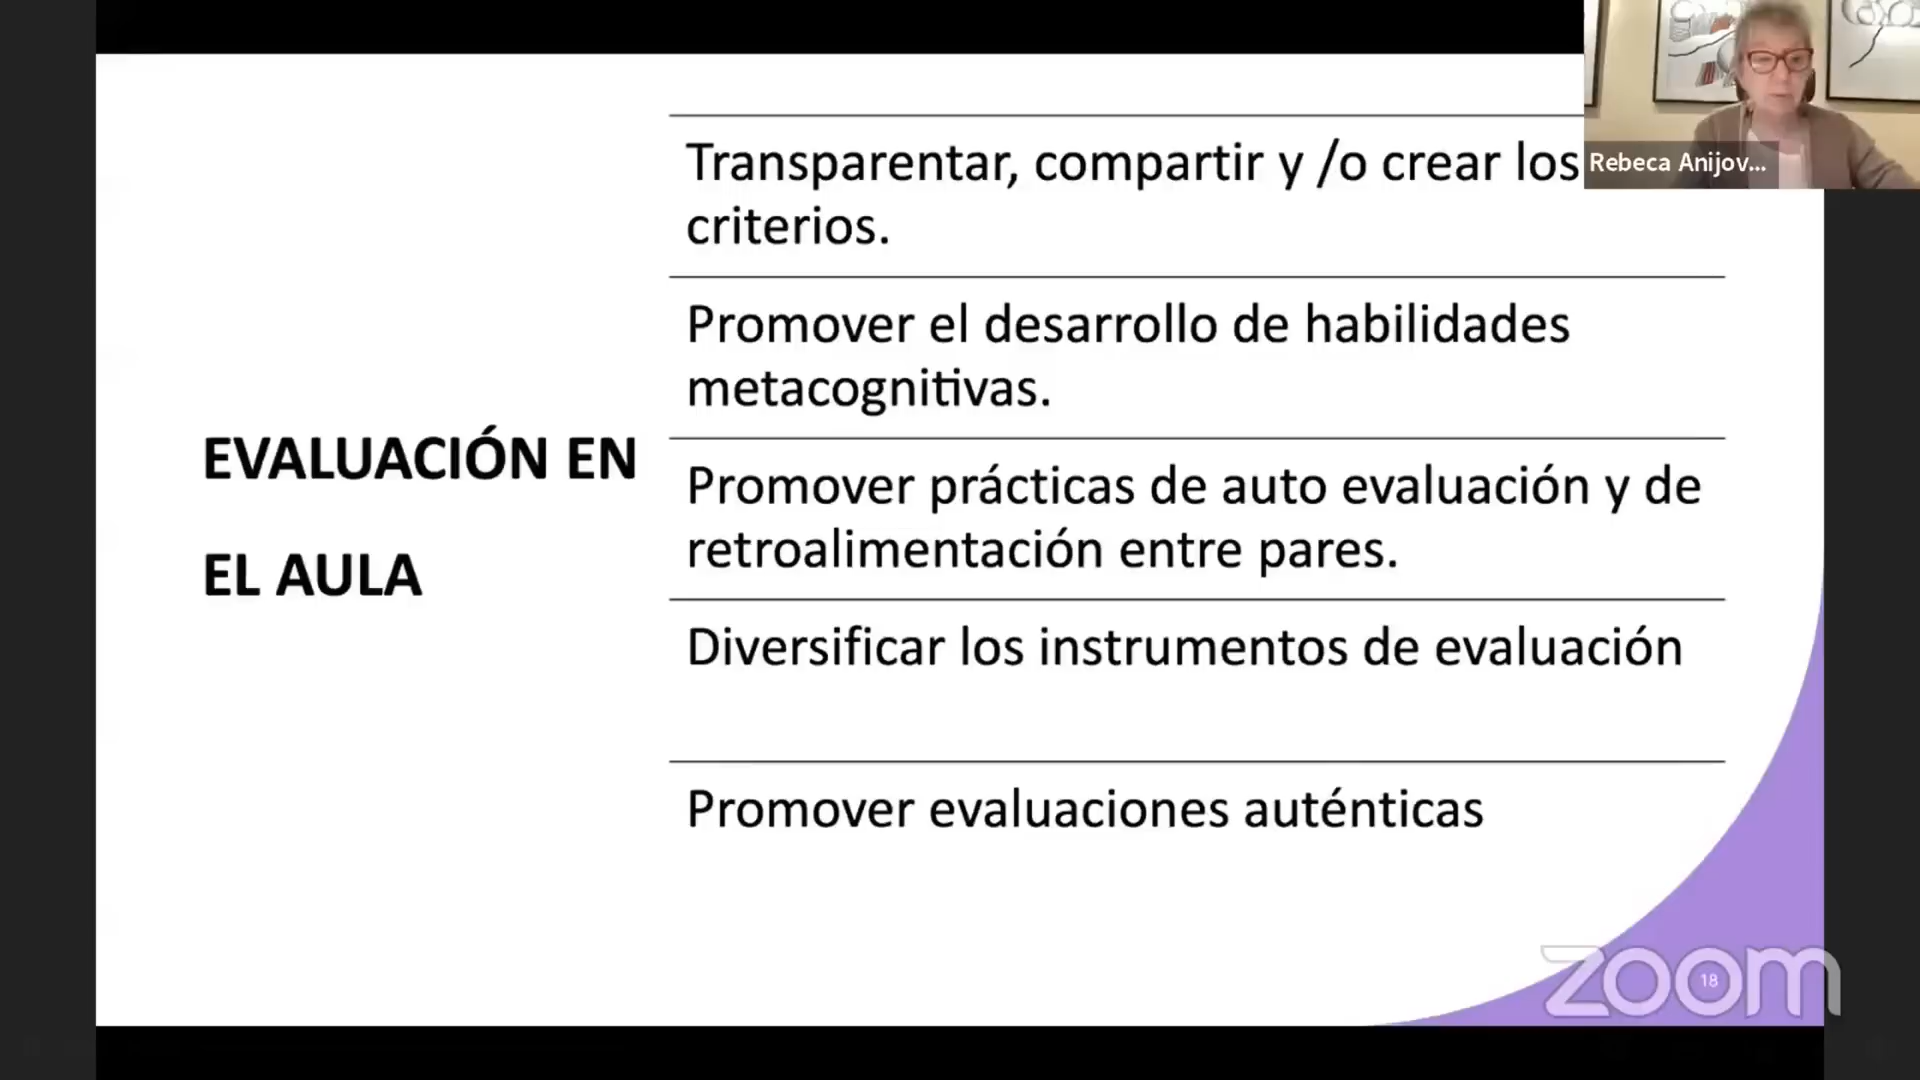 Transparentar, compartir y /o crear los
criterios.
Promover el desarrollo de habilidades
metacognitivas.
EVALUACIÓN EN
EL AULA
Promover prácticas de auto evaluación y de
retroalimentación entre pares.
Diversificar los instrumentos de evaluación
Promover evaluaciones auténticas
Rebeca Anijov...
zoom
18